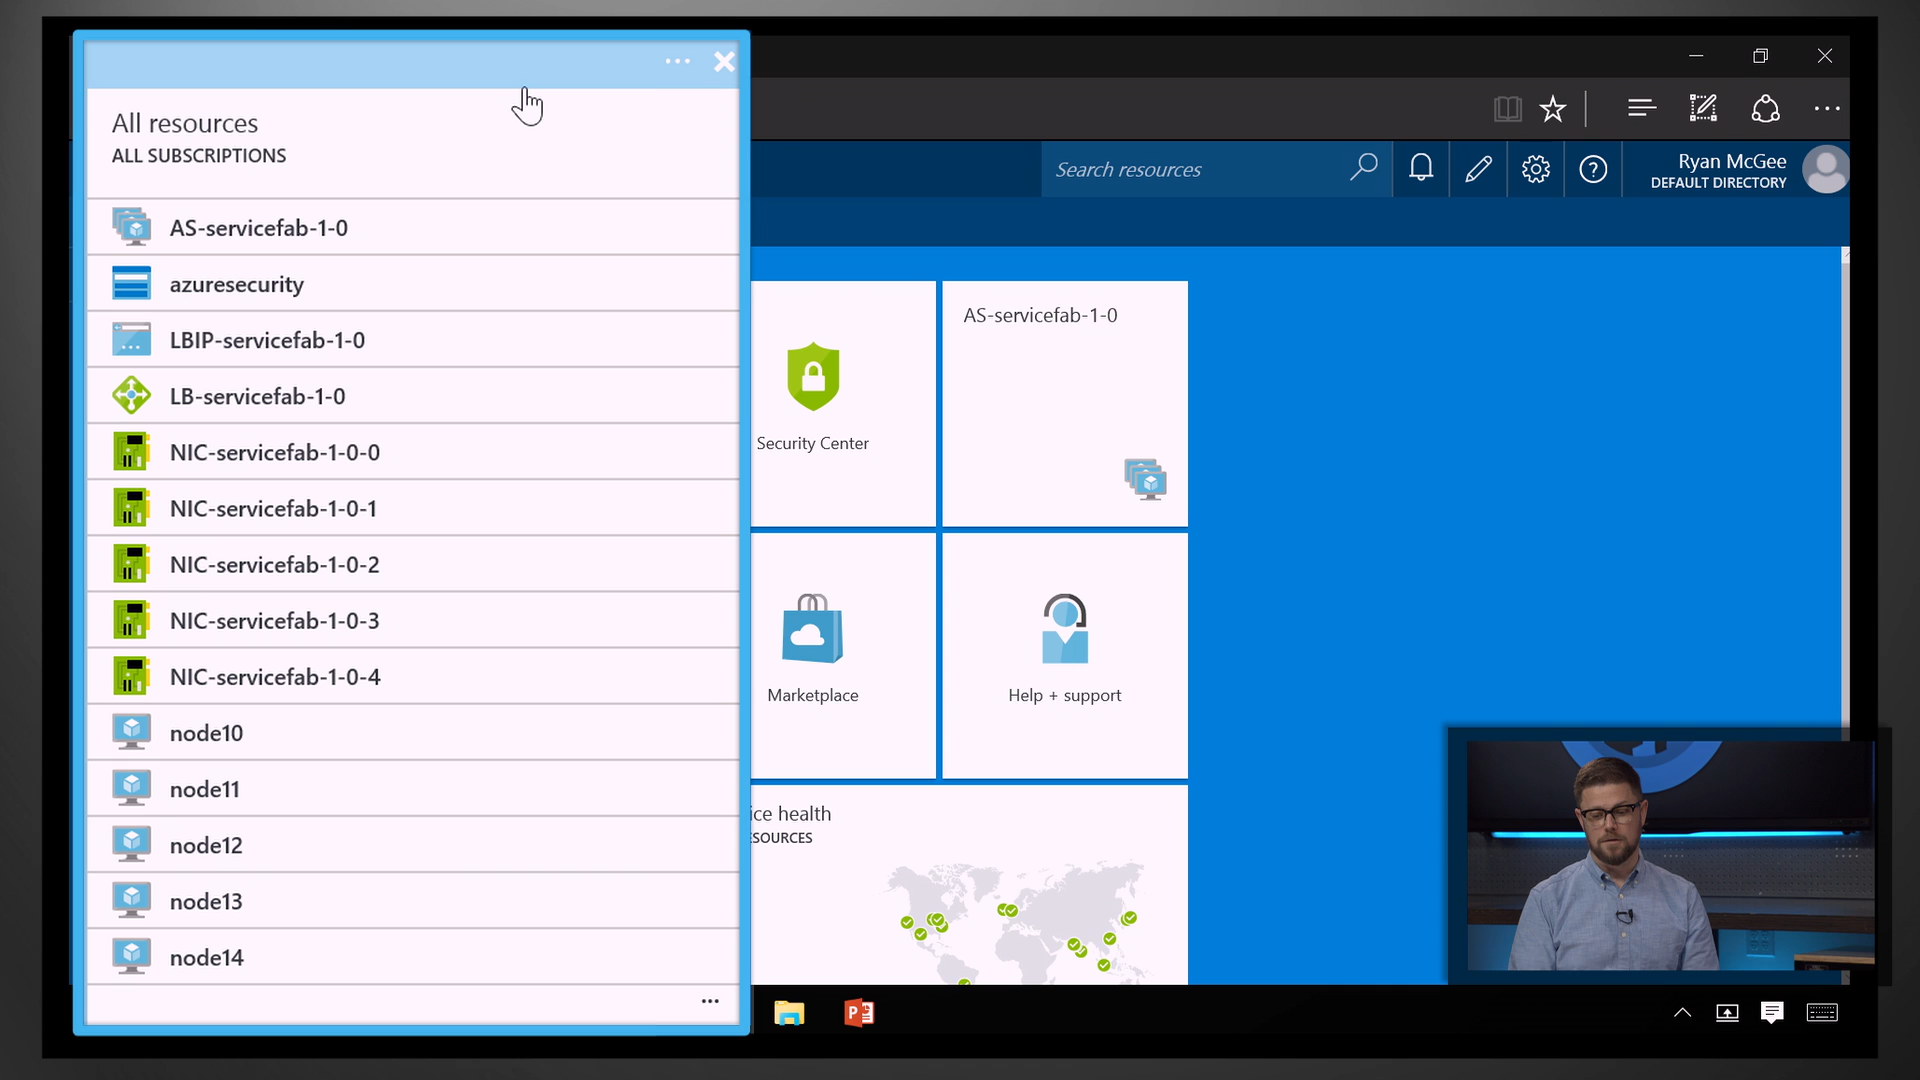 All resources
ALL SUBSCRIPTIONS
AS-servicefab-1-0
azuresecurity
LBIP-servicefab-1-0
LB-servicefab-1-0
NIC-servicefab-1-0-0
NIC-servicefab-1-0-1
NIC-servicefab-1-0-2
NIC-servicefab-1-0-3
NIC-servicefab-1-0-4
node10
node11
node12
node13
node14
Search resources
Ryan McGee
DEFAULT DIRECTORY
Security Center
AS-servicefab-1-0
Marketplace
Help + support
ice health
SOURCES